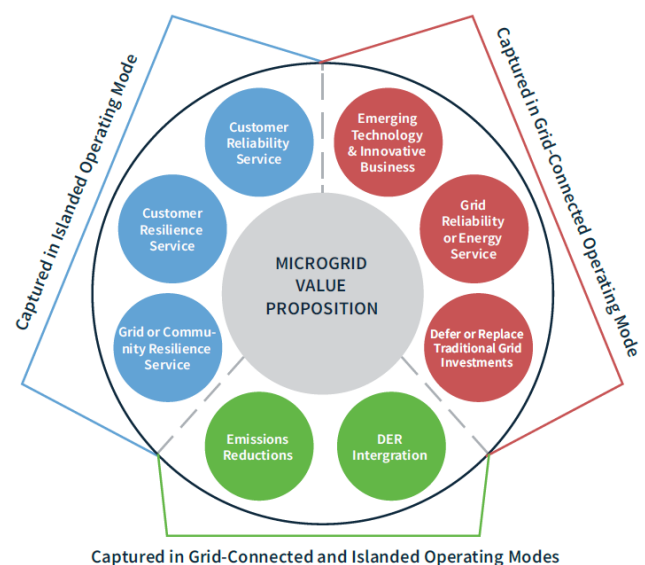 Captured in Islanded Operating Mode
Captured in Grid-Connected Operating Mode
Customer
Reliability
Service
Emerging
Technology
& Innovative
Business
Customer
Resilience
Service
Grid
Reliability
or Energy
Service
MICROGRID
VALUE
PROPOSITION
Grid or Commu-
nity Resilience
Service
Defer or Replace
Traditional Grid
Investments
Emissions
Reductions
DER
Intergration
Captured in Grid-Connected and Islanded Operating Modes